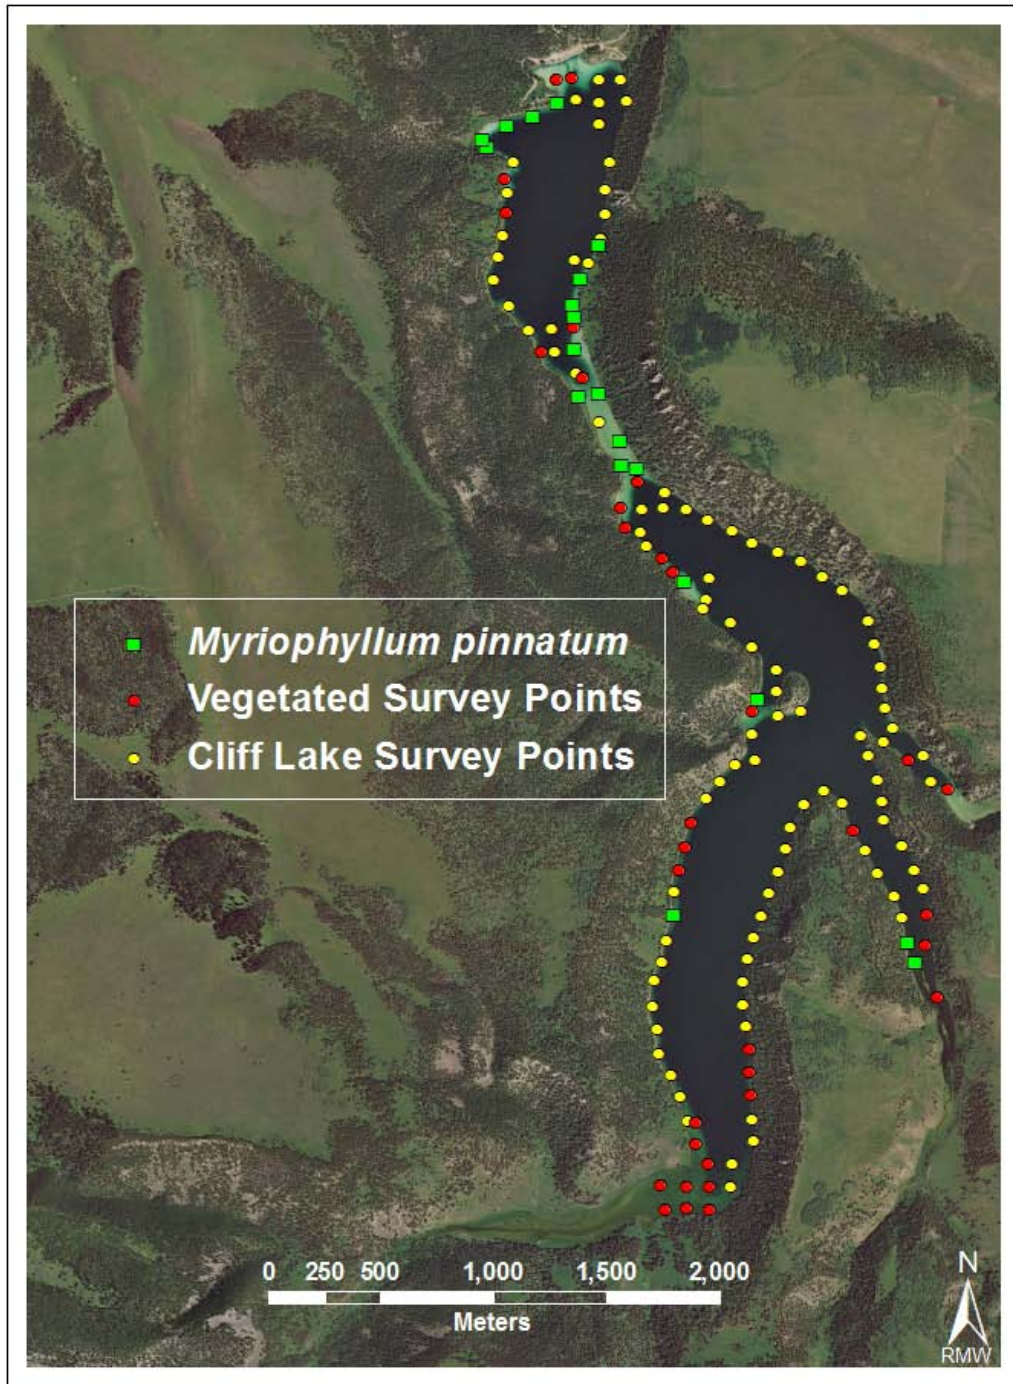 Myriophyllum pinnatum
Vegetated Survey Points
Cliff Lake Survey Points
0 250 500 1,000 1,500 2,000
Meters
N
RMW